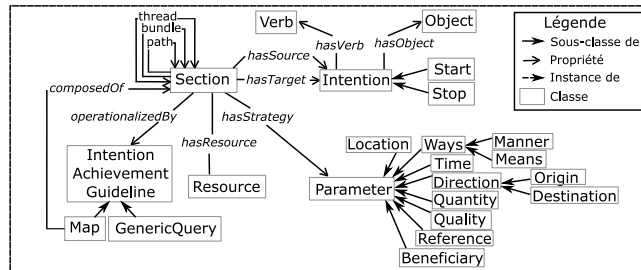 thread
bundle
path
Verb
Object
hasVerb
hasObject
hasSource
Section
hasTarget
Intention
Start
Stop
composedOf
operationalizedBy
hasStrategy
hasResource
Intention
Achievement
Guideline
Resource
Map
GenericQuery
Location
Ways
Manner
Means
Time
Parameter
Direction
Origin
Destination
Quantity
Quality
Reference
Beneficiary
Légende
Sous-classe de
Propriété
Instance de
Classe